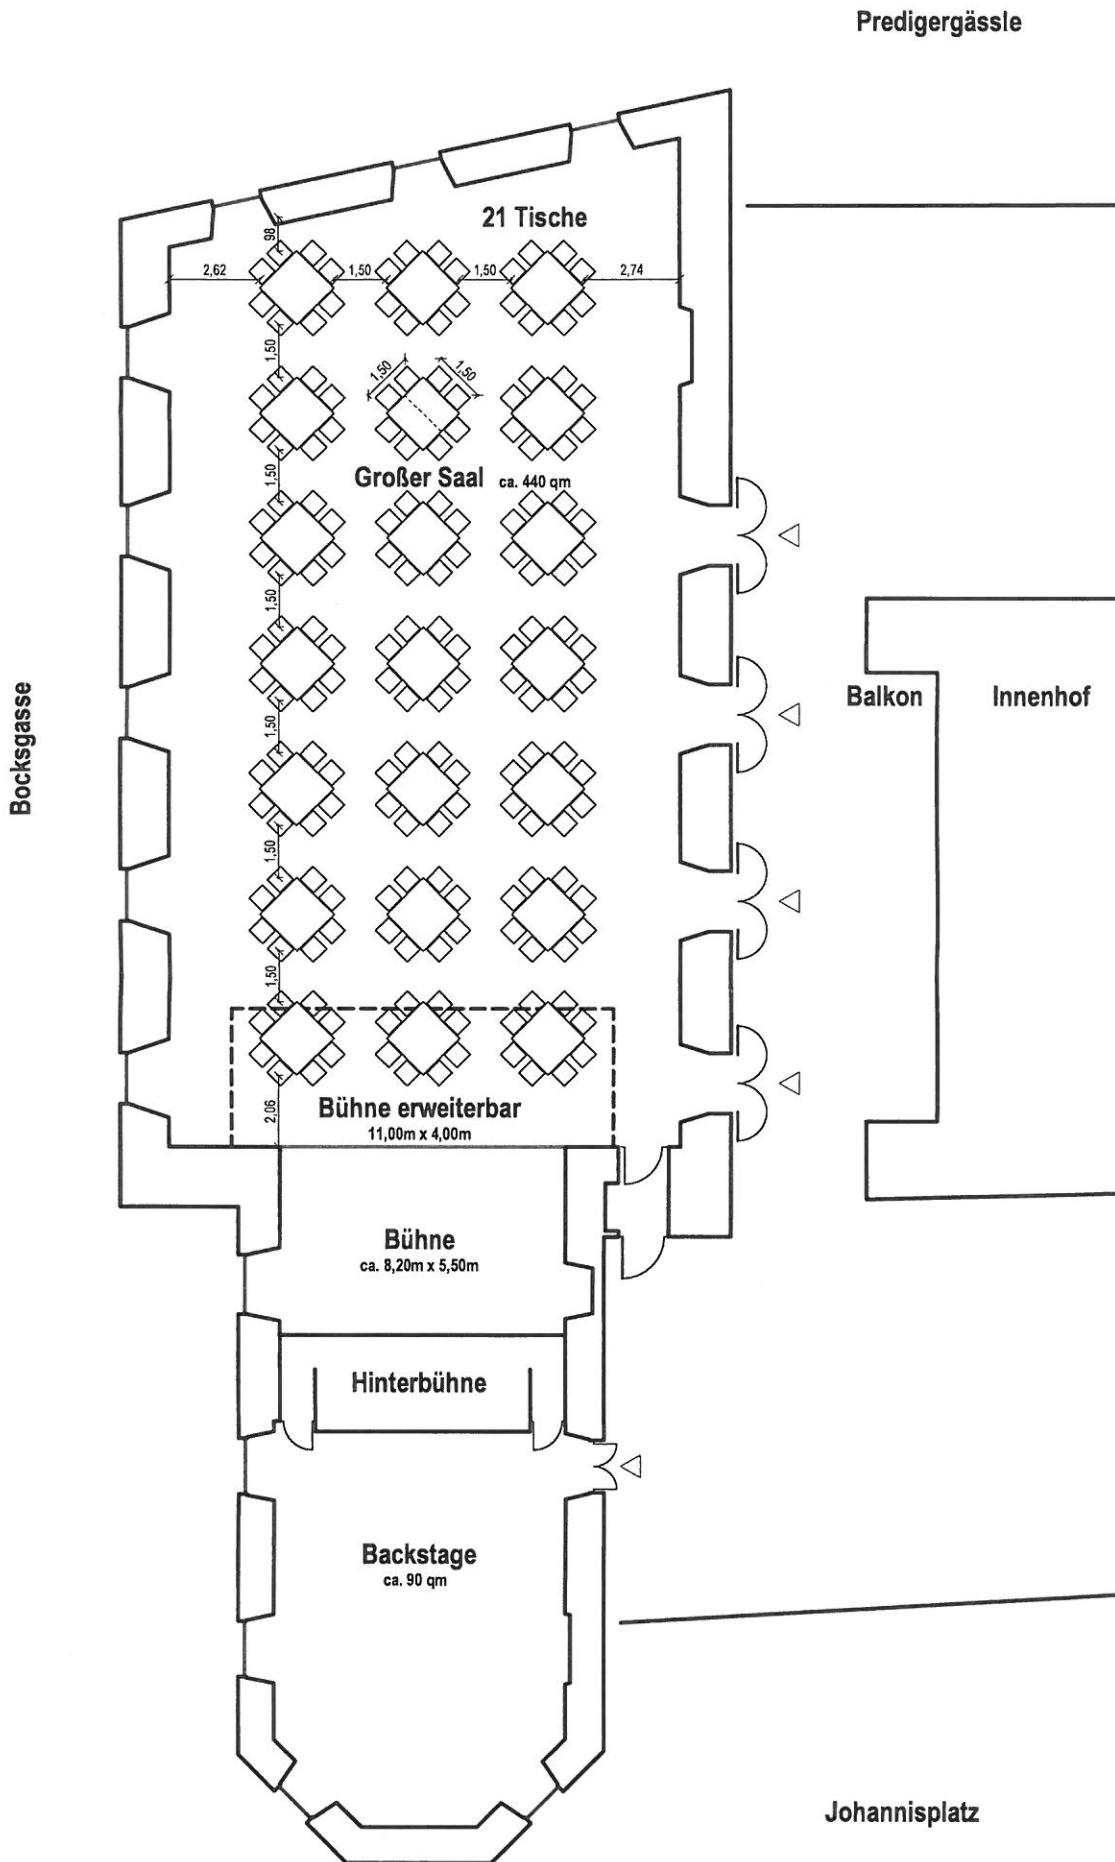 Predigergässle
21 Tische
98
2,62
1,50
1,50
2,74
1,50
1,50
1,50
1,50
Großer Saal ca. 440 qm
1,50
1,50
Bocksgasse
Balkon
Innenhof
1,50
1,50
Bühne erweiterbar
11,00m x 4,00m
2,06
Bühne
ca. 8,20m x 5,50m
Hinterbühne
Backstage
ca. 90 qm
Johannisplatz